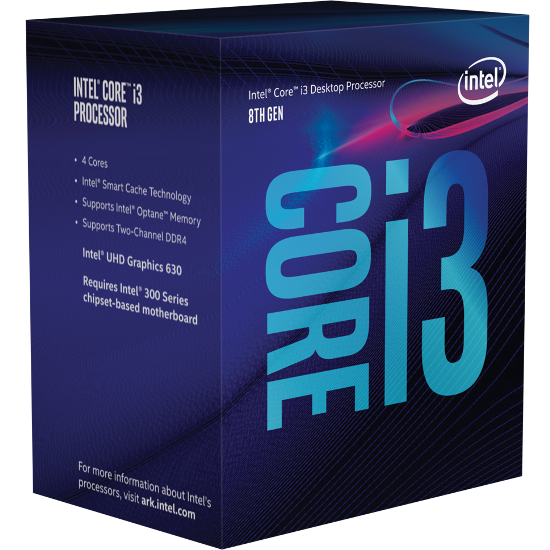 INTEL® CORE™ i3
PROCESSOR
• 4 Cores
• Intel® Smart Cache Technology
• Supports Intel® Optane™ Memory
• Supports Two-Channel DDR4
Intel® UHD Graphics 630
Requires Intel® 300 Series
chipset-based motherboard
For more information about Intel's
processors, visit ark.intel.com
Intel® Core™ i3 Desktop Processor
8TH GEN
intel®
CORE
i3